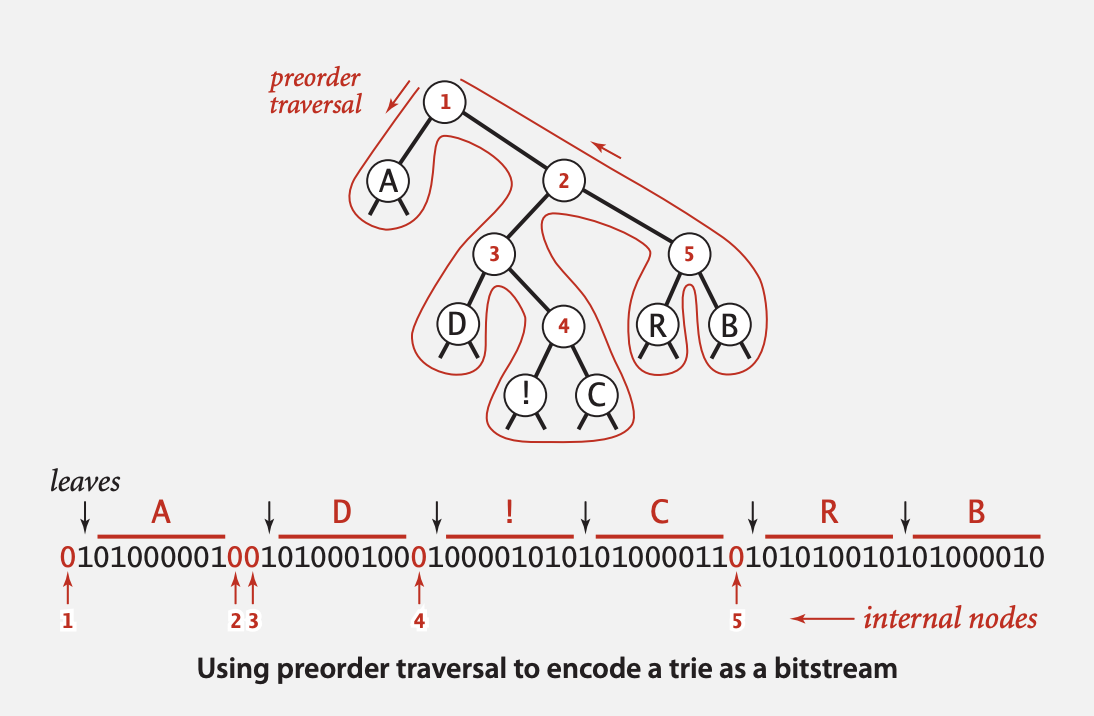 preorder
traversal
1
A
2
3
5
D
4
R
B
!
C
leaves
A D ! C R B
01010000010010100010001000010101010000110101010010101000010
1 2 3 4 5 internal nodes
Using preorder traversal to encode a trie as a bitstream